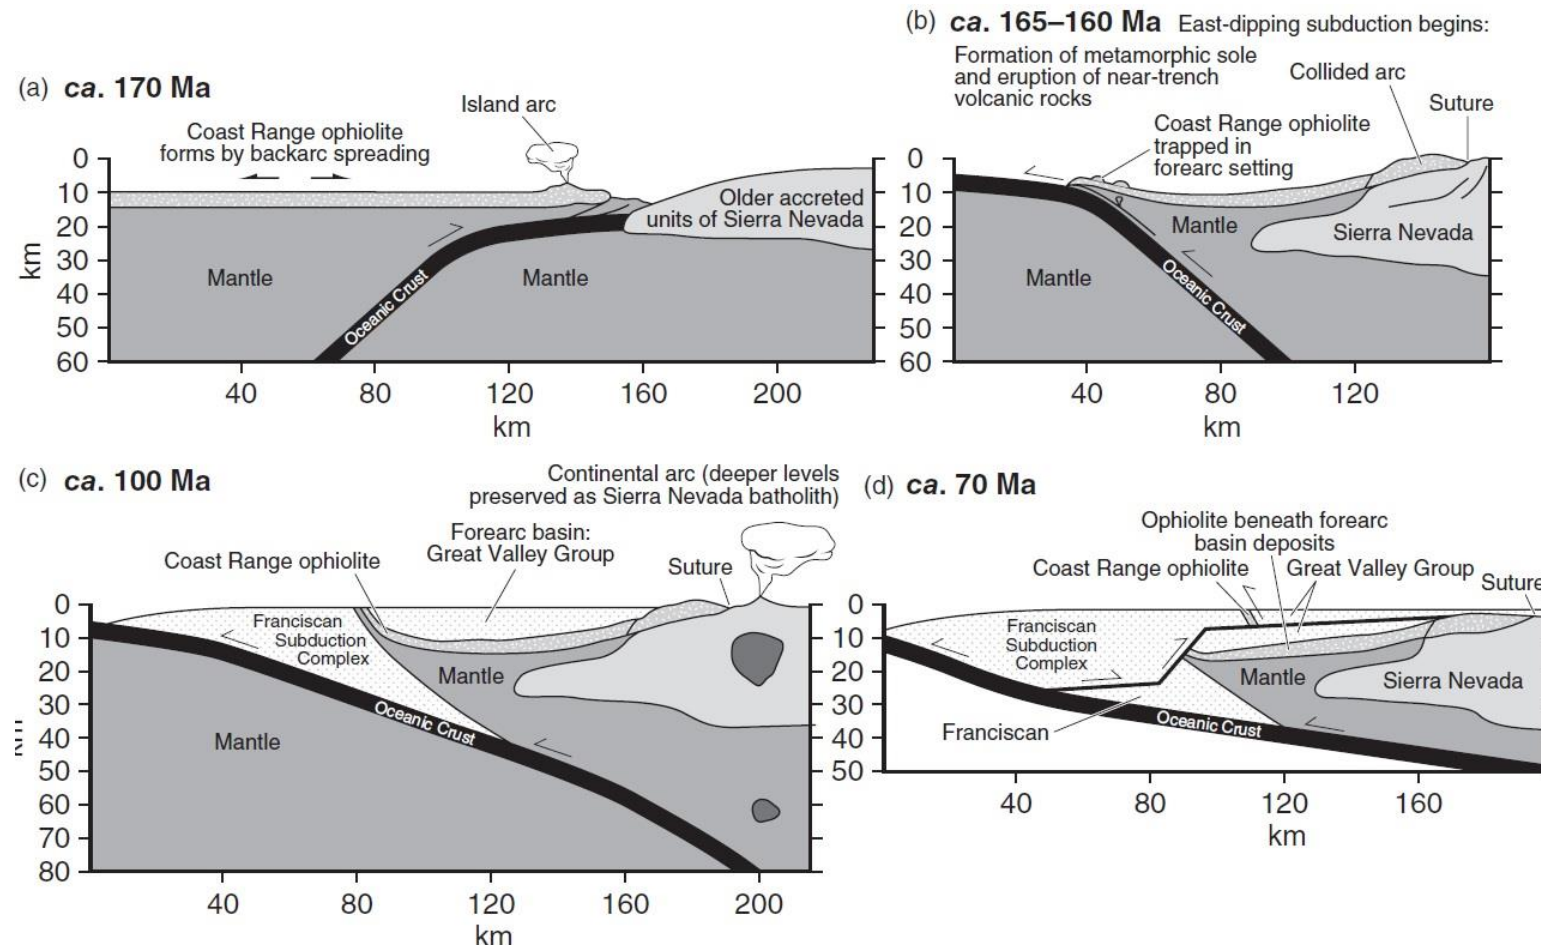 (a) ca. 170 Ma
Island arc
Coast Range ophiolite
forms by backarc spreading
Older accreted
units of Sierra Nevada
Mantle
Mantle
Oceanic Crust
0
10
20
30
40
50
60
km
40
80
120
160
200
km
(b) ca. 165–160 Ma East-dipping subduction begins:
Formation of metamorphic sole
and eruption of near-trench
volcanic rocks
Collided arc
Suture
Coast Range ophiolite
trapped in
forearc setting
Mantle
Sierra Nevada
Mantle
Oceanic Crust
0
10
20
30
40
50
60
40
80
120
km
(c) ca. 100 Ma
Continental arc (deeper levels
preserved as Sierra Nevada batholith)
Forearc basin:
Great Valley Group
Coast Range ophiolite
Suture
Franciscan
Subduction
Complex
Mantle
Oceanic Crust
Mantle
0
10
20
30
40
50
60
70
80
km
40
80
120
160
200
km
(d) ca. 70 Ma
Ophiolite beneath forearc
basin deposits
Coast Range ophiolite
Great Valley Group
Suture
Franciscan
Subduction
Complex
Mantle
Sierra Nevada
Franciscan
Oceanic Crust
0
10
20
30
40
50
40
80
120
160
km